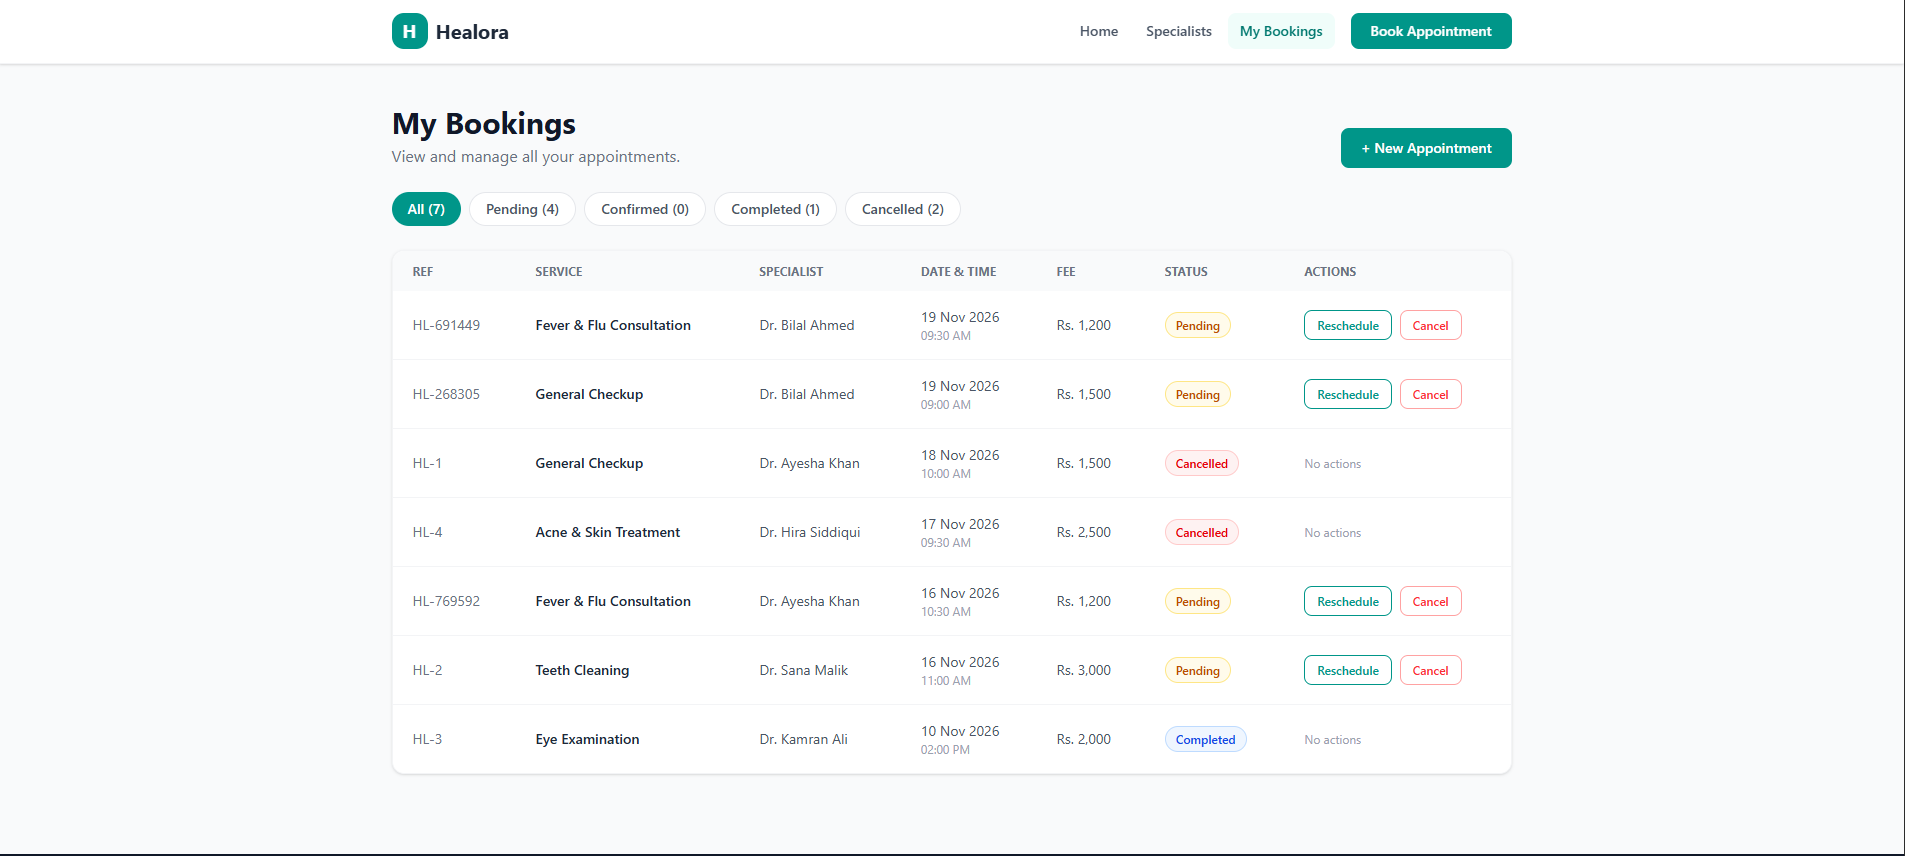 H Healora Home Specialists My Bookings Book Appointment
My Bookings
View and manage all your appointments.
+ New Appointment
All (7) Pending (4) Confirmed (0) Completed (1) Cancelled (2)
REF SERVICE SPECIALIST DATE & TIME FEE STATUS ACTIONS
HL-691449 Fever & Flu Consultation Dr. Bilal Ahmed 19 Nov 2026 09:30 AM Rs. 1,200 Pending Reschedule Cancel
HL-268305 General Checkup Dr. Bilal Ahmed 19 Nov 2026 09:00 AM Rs. 1,500 Pending Reschedule Cancel
HL-1 General Checkup Dr. Ayesha Khan 18 Nov 2026 10:00 AM Rs. 1,500 Cancelled No actions
HL-4 Acne & Skin Treatment Dr. Hira Siddiqui 17 Nov 2026 09:30 AM Rs. 2,500 Cancelled No actions
HL-769592 Fever & Flu Consultation Dr. Ayesha Khan 16 Nov 2026 10:30 AM Rs. 1,200 Pending Reschedule Cancel
HL-2 Teeth Cleaning Dr. Sana Malik 16 Nov 2026 11:00 AM Rs. 3,000 Pending Reschedule Cancel
HL-3 Eye Examination Dr. Kamran Ali 10 Nov 2026 02:00 PM Rs. 2,000 Completed No actions